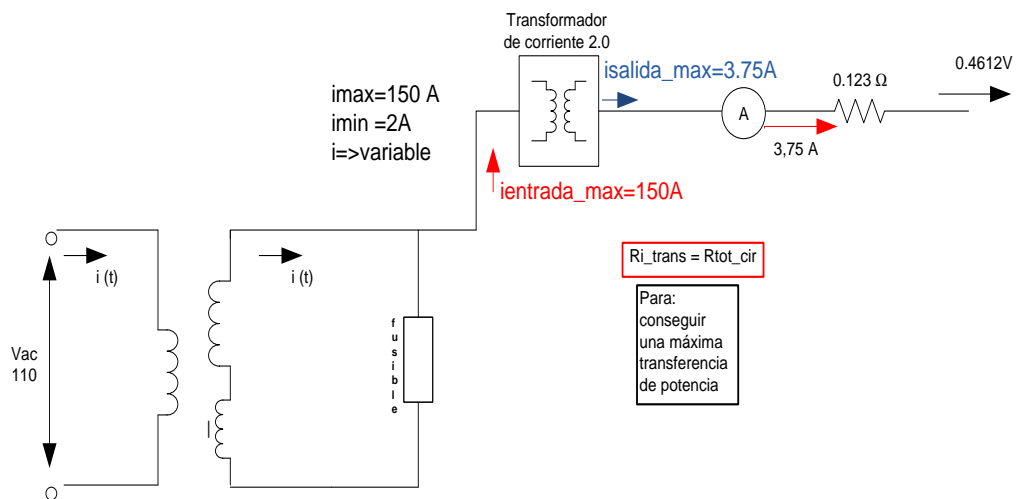 Transformador
de corriente 2.0
isalida_max=3.75A
0.4612V
0.123 Ω
imax=150 A
imin =2A
i=>variable
A
3,75 A
ientrada_max=150A
i (t)
i (t)
Ri_trans = Rtot_cir
Para:
conseguir
una máxima
transferencia
de potencia
Vac
110
fusible